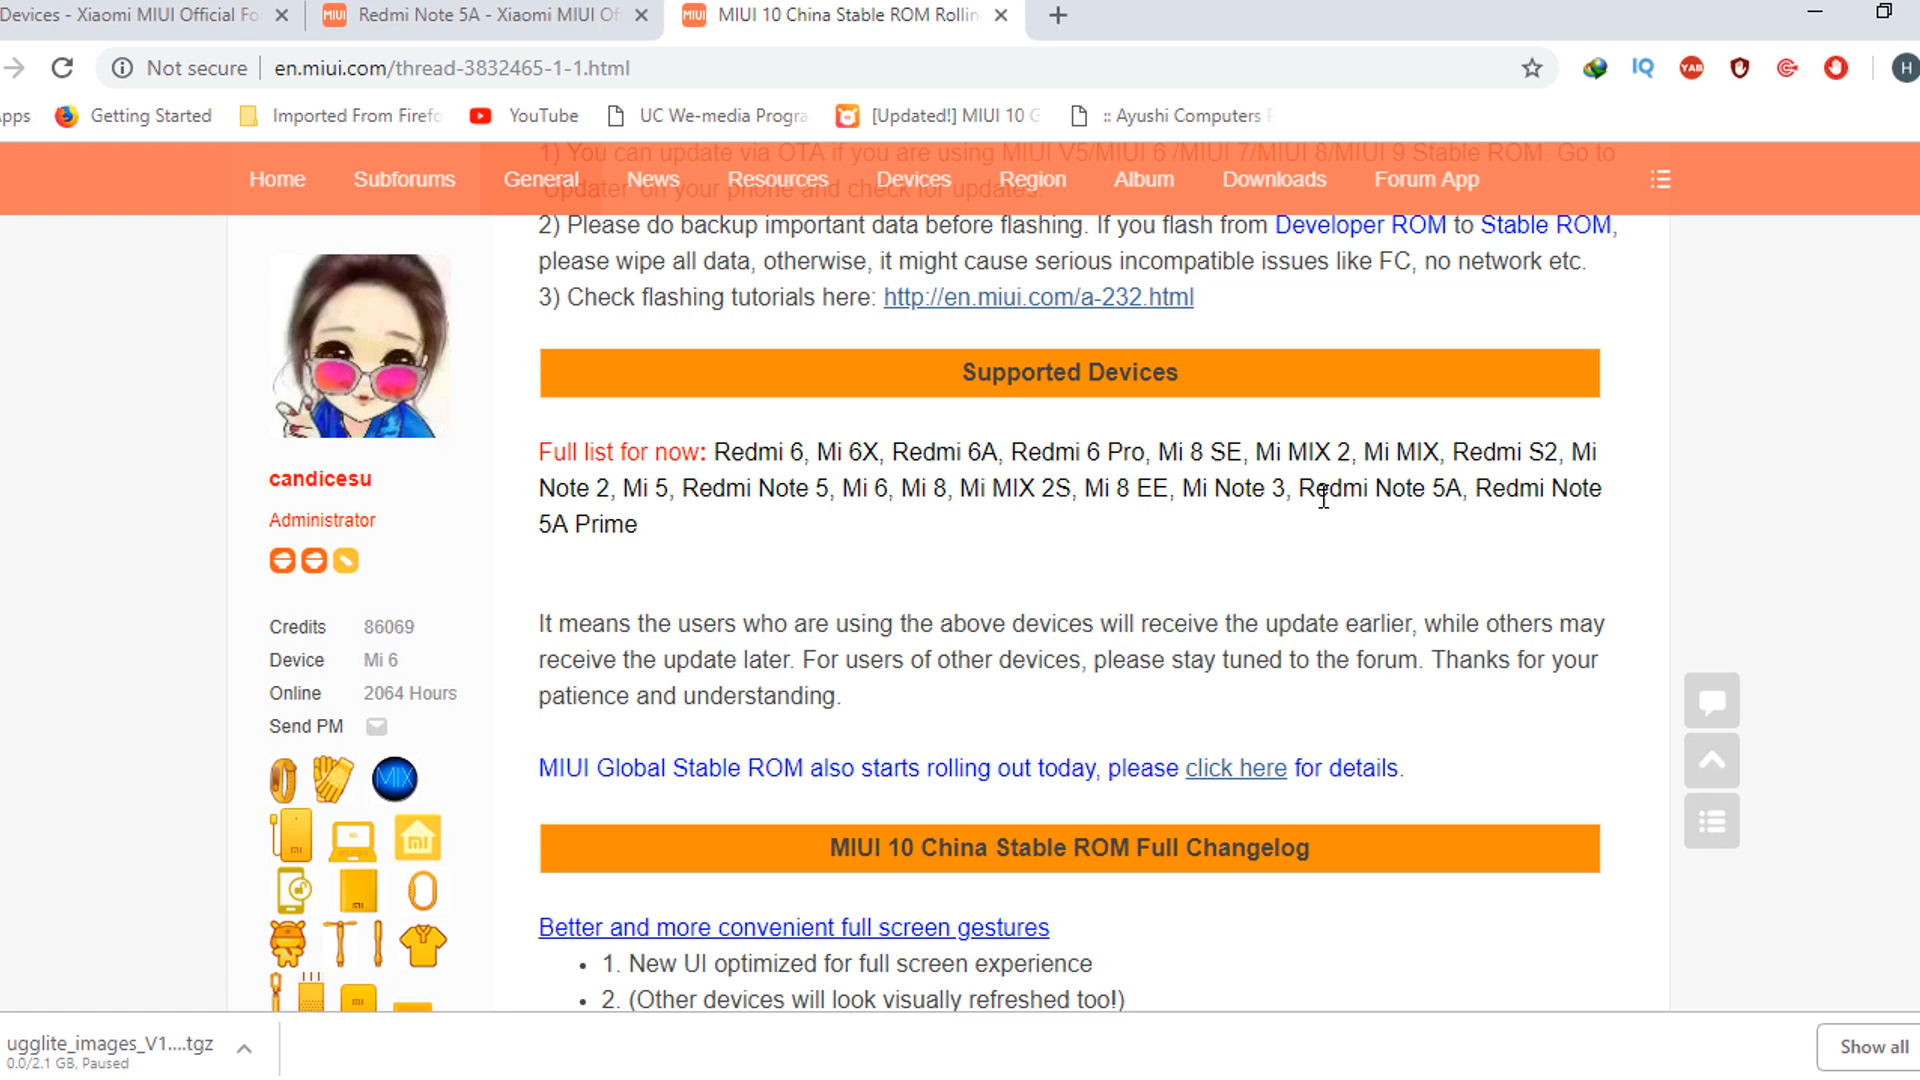 Devices - Xiaomi MIUI Official Fo
Redmi Note 5A - Xiaomi MIUI Of
MIUI 10 China Stable ROM Rollin
Not secure
en.miui.com/thread-3832465-1-1.html
IQ
YAB
H
Getting Started
Imported From Firefo
YouTube
UC We-media Progra
[Updated!] MIUI 10 G
:: Ayushi Computers
1) You can update via OTA if you are using MIUI V5/MIUI 6 /MIUI 7/MIUI 8/MIUI 9 Stable ROM. Go to
Home Subforums General News Resources Devices Region Album Downloads Forum App
Updater on your phone and check for updates.
2) Please do backup important data before flashing. If you flash from Developer ROM to Stable ROM,
please wipe all data, otherwise, it might cause serious incompatible issues like FC, no network etc.
3) Check flashing tutorials here: http://en.miui.com/a-232.html
Supported Devices
Full list for now: Redmi 6, Mi 6X, Redmi 6A, Redmi 6 Pro, Mi 8 SE, Mi MIX 2, Mi MIX, Redmi S2, Mi
Note 2, Mi 5, Redmi Note 5, Mi 6, Mi 8, Mi MIX 2S, Mi 8 EE, Mi Note 3, Redmi Note 5A, Redmi Note
5A Prime
candicesu
Administrator
Credits 86069
Device Mi 6
Online 2064 Hours
Send PM
MIX
It means the users who are using the above devices will receive the update earlier, while others may
receive the update later. For users of other devices, please stay tuned to the forum. Thanks for your
patience and understanding.
MIUI Global Stable ROM also starts rolling out today, please click here for details.
MIUI 10 China Stable ROM Full Changelog
Better and more convenient full screen gestures
• 1. New UI optimized for full screen experience
• 2. (Other devices will look visually refreshed too!)
ugglite_images_V1....tgz
0.0/2.1 GB, Paused
Show all